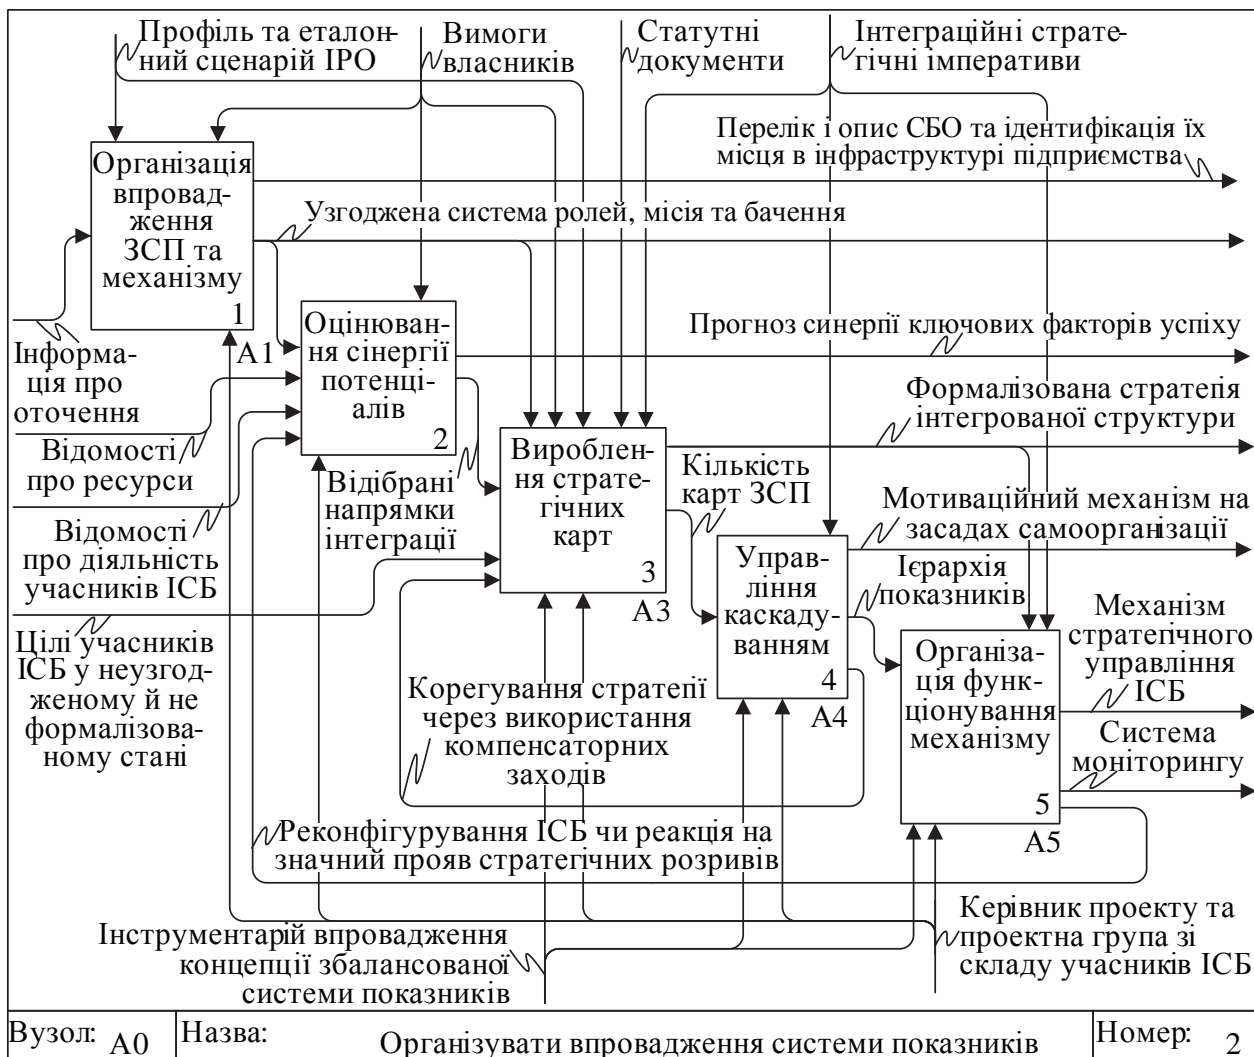 Профіль та еталон-
ний сценарій ІРО
Вимоги
власників
Статутні
документи
Інтеграційні страте-
гічні імперативи
Перелік і опис СБО та ідентифікація їх
місця в інфраструктурі підприємства
Організація
впровад-
ження
ЗСП та
механізму
1
А1
Узгоджена система ролей, місія та бачення
Інформа-
ція про
оточення
Оцінюван-
ня сінергії
потенці-
алів
2
Прогноз синергії ключових факторів успіху
Формалізована стратегія
інтегрованої структури
Відомості
про ресурси
Відібрані
напрямки
інтеграції
Вироблен-
ня страте-
гічних
карт
3
А3
Кількість
карт ЗСП
Мотиваційний механізм на
засадах самоорганізації
Відомості
про діяльність
учасників ІСБ
Управ-
ління
каскаду-
ванням
4
А4
Ієрархія
показників
Цілі учасників
ІСБ у неузгод-
женому й не
формалізова-
ному стані
Механізм
стратегічного
управління
ІСБ
Організа-
ція функ-
ціонування
механізму
5
А5
Корегування стратегії
через використання
компенсаторних
заходів
Система
моніторингу
Реконфігурування ІСБ чи реакція на
значний прояв стратегічних розривів
Інструментарій впровадження
концепції збалансованої
системи показників
Керівник проекту та
проектна група зі
складу учасників ІСБ
Вузол: А0
Назва: Організувати впровадження системи показників
Номер: 2